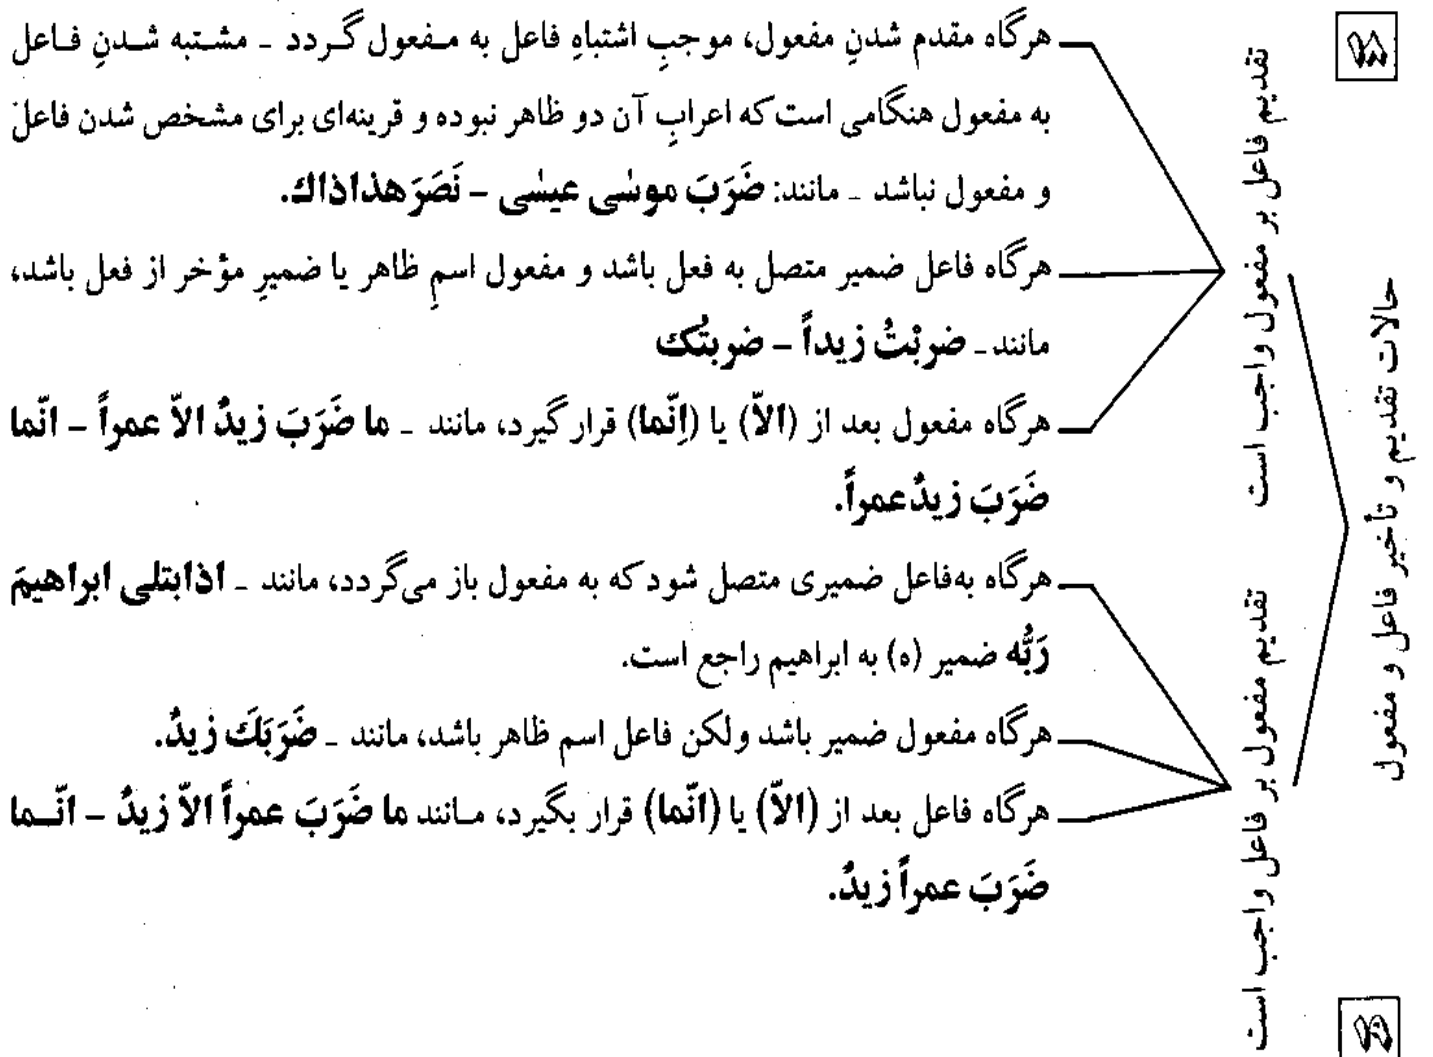 ۱۸
حالات تقدیم و تأخیر فاعل و مفعول
تقدیم فاعل بر مفعول واجب است
هرگاه مقدم شدنِ مفعول، موجبِ اشتباهِ فاعل به مفعول گردد - مشتبه شدنِ فاعل
به مفعول هنگامی است که اعرابِ آن دو ظاهر نبوده و قرینه‌ای برای مشخص شدن فاعل
و مفعول نباشد - مانند: ضَرَبَ موسٰی عیسٰی - نَصَرَ هذا ذاك.
هرگاه فاعل ضمیر متصل به فعل باشد و مفعول اسمِ ظاهر یا ضمیرِ مؤخر از فعل باشد،
مانند - ضربْتُ زیداً - ضربتُك
هرگاه مفعول بعد از (الاّ) یا (اِنّما) قرار گیرد، مانند - ما ضَرَبَ زیدٌ الاّ عمراً - انّما
ضَرَبَ زیدٌ عمراً.
تقدیم مفعول بر فاعل واجب است
هرگاه به‌فاعل ضمیری متصل شود که به مفعول باز می‌گردد، مانند - اذابتلی ابراهیمَ
رَبُّه ضمیر (ه) به ابراهیم راجع است.
هرگاه مفعول ضمیر باشد ولکن فاعل اسم ظاهر باشد، مانند - ضَرَبَكَ زیدٌ.
هرگاه فاعل بعد از (الاّ) یا (انّما) قرار بگیرد، مانند ما ضَرَبَ عمراً الاّ زیدٌ - انّما
ضَرَبَ عمراً زیدٌ.